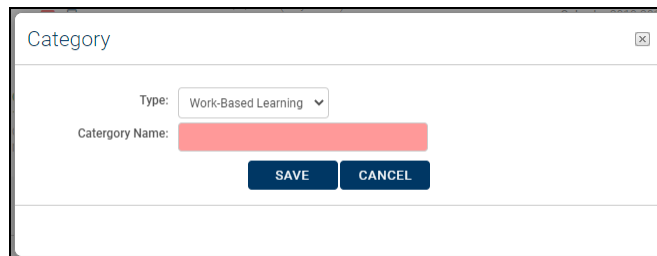 Category
Type: Work-Based Learning
Catergory Name:
SAVE CANCEL